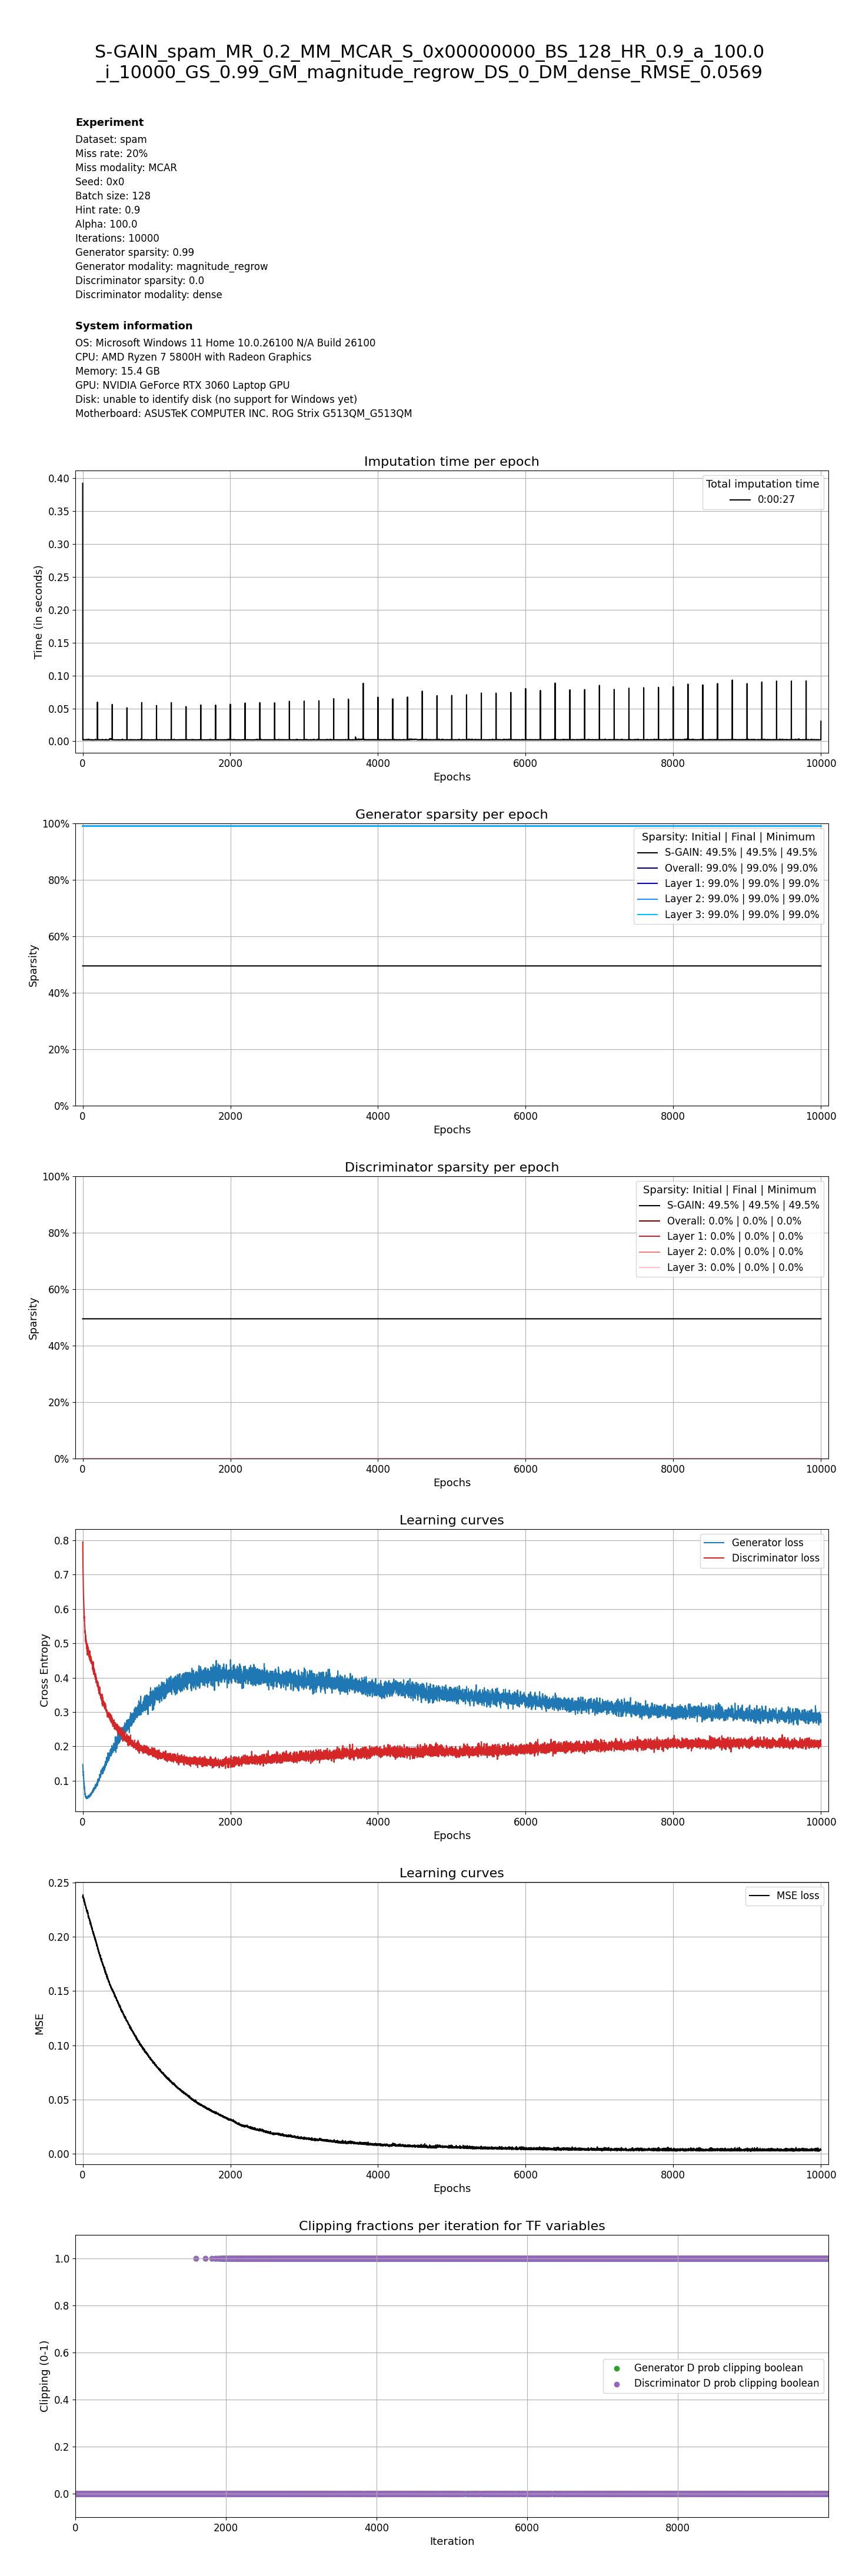 S-GAIN_spam_MR_0.2_MM_MCAR_S_0x00000000_BS_128_HR_0.9_a_100.0
_i_10000_GS_0.99_GM_magnitude_regrow_DS_0_DM_dense_RMSE_0.0569
Experiment
Dataset: spam
Miss rate: 20%
Miss modality: MCAR
Seed: 0x0
Batch size: 128
Hint rate: 0.9
Alpha: 100.0
Iterations: 10000
Generator sparsity: 0.99
Generator modality: magnitude_regrow
Discriminator sparsity: 0.0
Discriminator modality: dense
System information
OS: Microsoft Windows 11 Home 10.0.26100 N/A Build 26100
CPU: AMD Ryzen 7 5800H with Radeon Graphics
Memory: 15.4 GB
GPU: NVIDIA GeForce RTX 3060 Laptop GPU
Disk: unable to identify disk (no support for Windows yet)
Motherboard: ASUSTeK COMPUTER INC. ROG Strix G513QM_G513QM
Imputation time per epoch
Total imputation time
0:00:27
0.40
0.35
0.30
0.25
0.20
0.15
0.10
0.05
0.00
Time (in seconds)
0 2000 4000 6000 8000 10000
Epochs
Generator sparsity per epoch
Sparsity: Initial | Final | Minimum
S-GAIN: 49.5% | 49.5% | 49.5%
Overall: 99.0% | 99.0% | 99.0%
Layer 1: 99.0% | 99.0% | 99.0%
Layer 2: 99.0% | 99.0% | 99.0%
Layer 3: 99.0% | 99.0% | 99.0%
100%
80%
60%
40%
20%
0%
Sparsity
0 2000 4000 6000 8000 10000
Epochs
Discriminator sparsity per epoch
Sparsity: Initial | Final | Minimum
S-GAIN: 49.5% | 49.5% | 49.5%
Overall: 0.0% | 0.0% | 0.0%
Layer 1: 0.0% | 0.0% | 0.0%
Layer 2: 0.0% | 0.0% | 0.0%
Layer 3: 0.0% | 0.0% | 0.0%
100%
80%
60%
40%
20%
0%
Sparsity
0 2000 4000 6000 8000 10000
Epochs
Learning curves
Generator loss
Discriminator loss
0.8
0.7
0.6
0.5
0.4
0.3
0.2
0.1
Cross Entropy
0 2000 4000 6000 8000 10000
Epochs
Learning curves
MSE loss
0.25
0.20
0.15
0.10
0.05
0.00
MSE
0 2000 4000 6000 8000 10000
Epochs
Clipping fractions per iteration for TF variables
1.0
0.8
0.6
0.4
0.2
0.0
Clipping (0-1)
Generator D prob clipping boolean
Discriminator D prob clipping boolean
0 2000 4000 6000 8000
Iteration